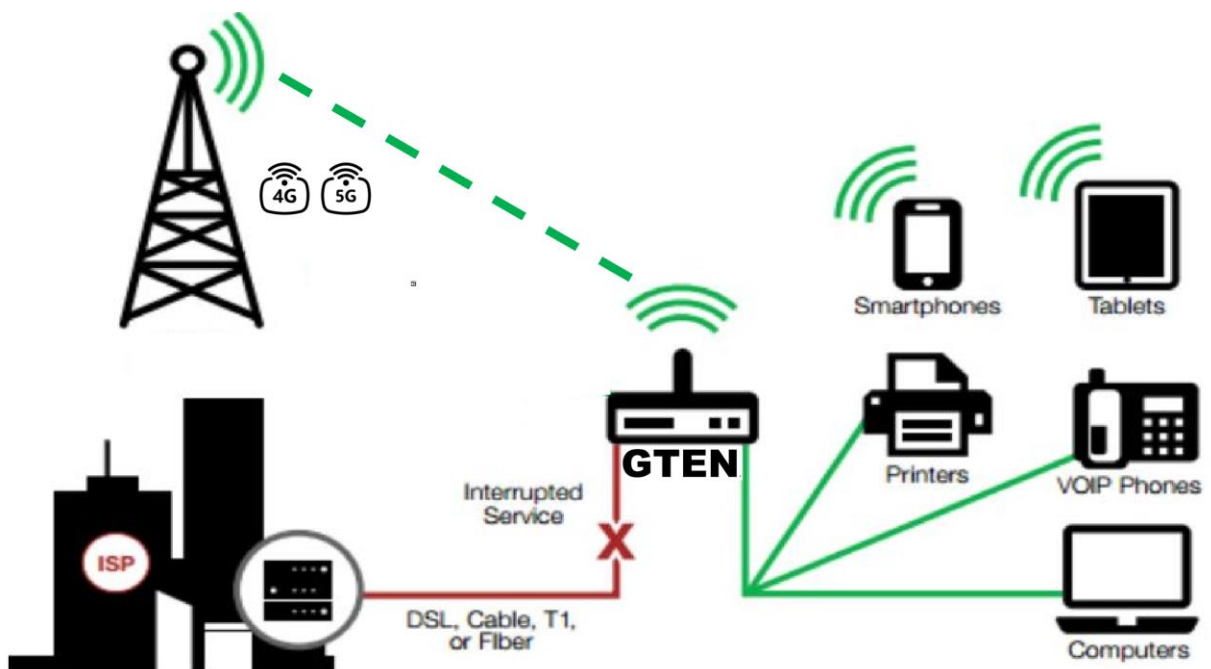 4G
5G
Smartphones
Tablets
GTEN
Printers
VOIP Phones
Interrupted
Service
X
ISP
DSL, Cable, T1,
or FIber
Computers